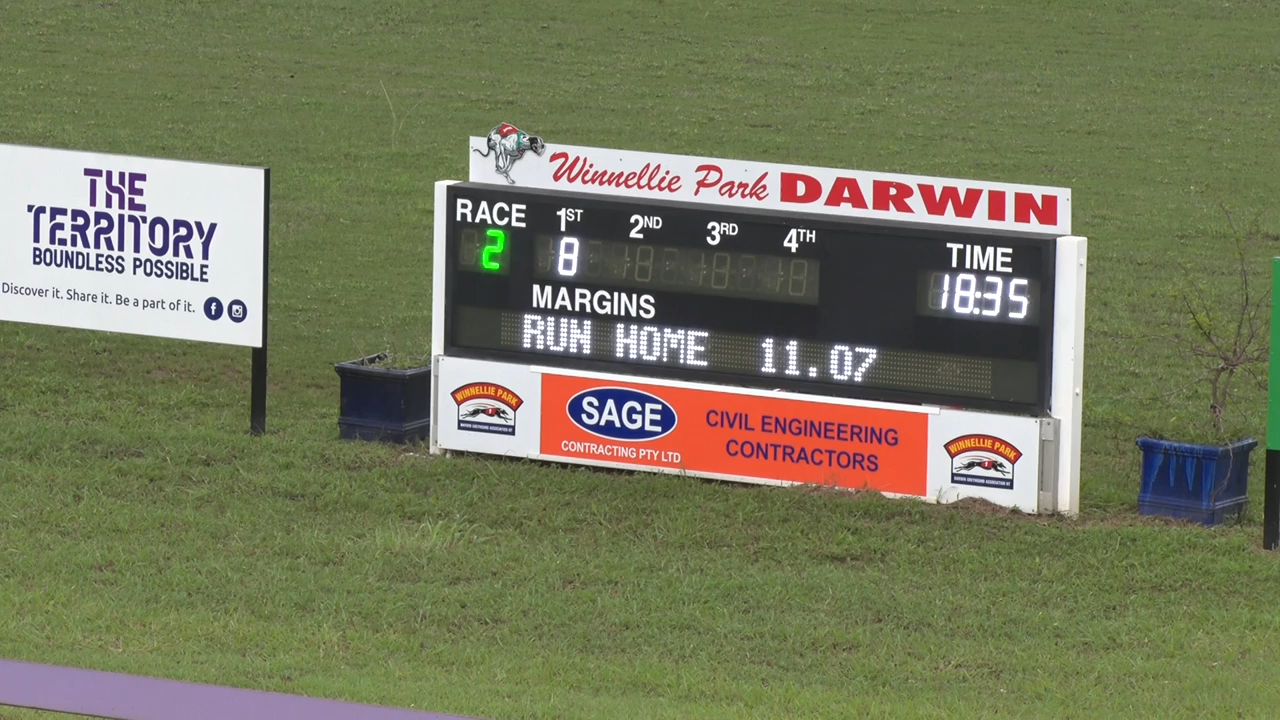 THE
TERRITORY
BOUNDLESS POSSIBLE
Discover it. Share it. Be a part of it.
Winnellie Park DARWIN
RACE 1ST 2ND 3RD 4TH TIME
2 8 18:35
MARGINS
RUN HOME 11.07
WINNELLIE PARK
SAGE
CONTRACTING PTY LTD
CIVIL ENGINEERING
CONTRACTORS
WINNELLIE PARK